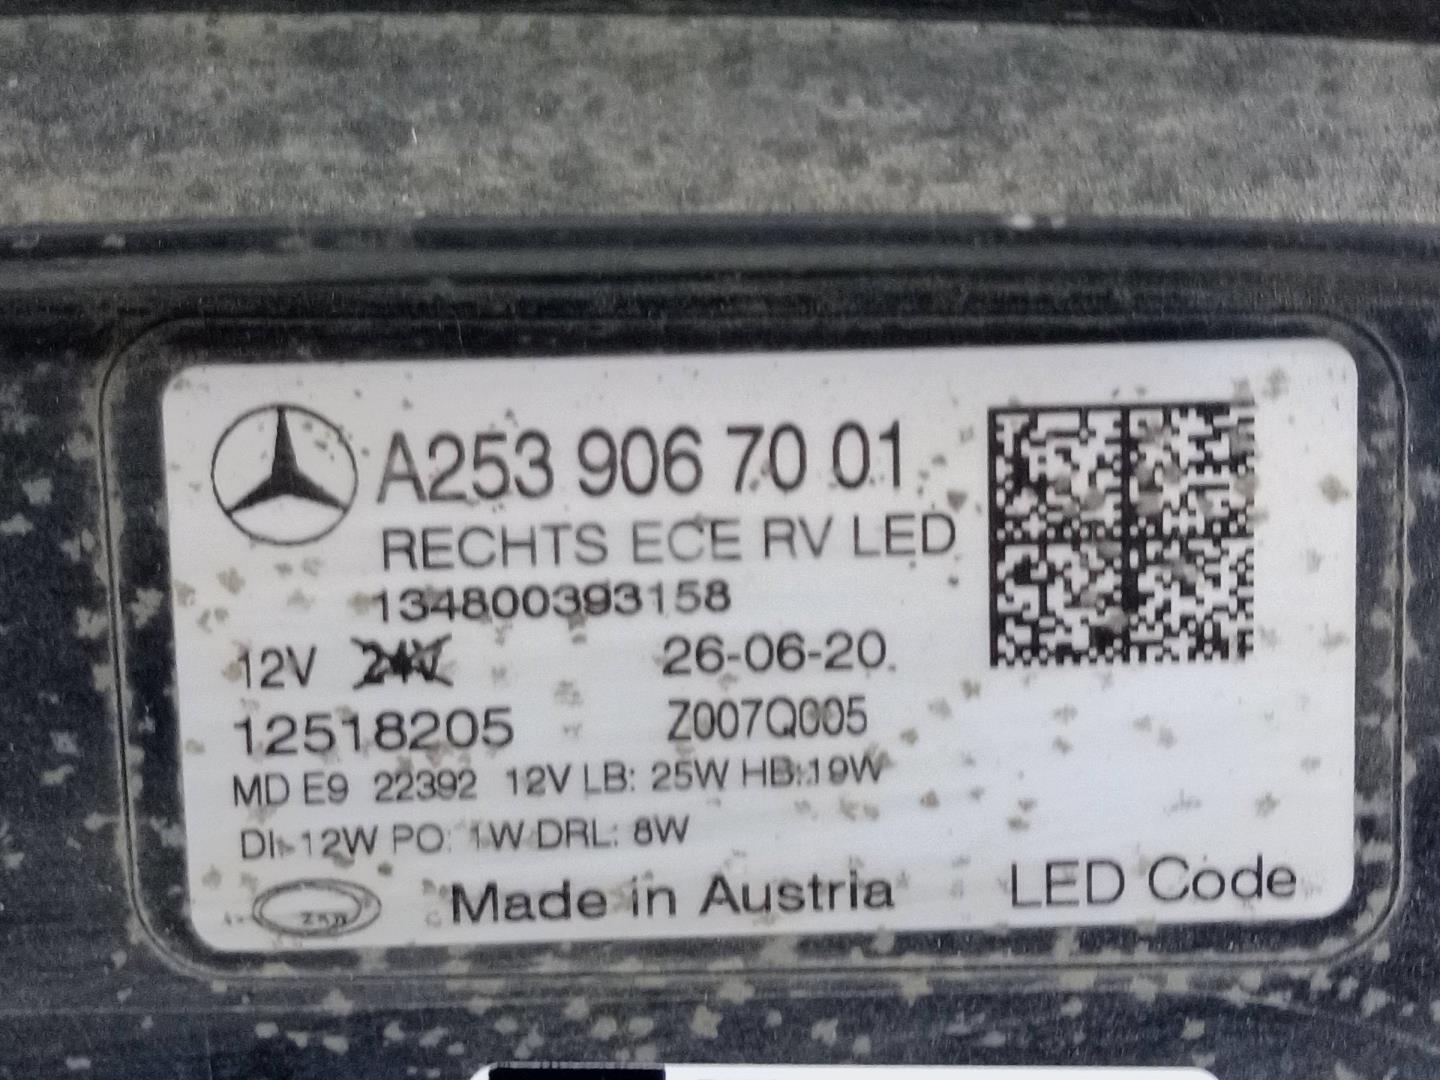 A253 906 70 01
RECHTS ECE RV LED
134800393158
12V 24V 26-06-20
12518205 Z007Q005
MD E9 22392 12V LB: 25W HB: 19W
DI: 12W PO: 1W DRL: 8W
Made in Austria LED Code